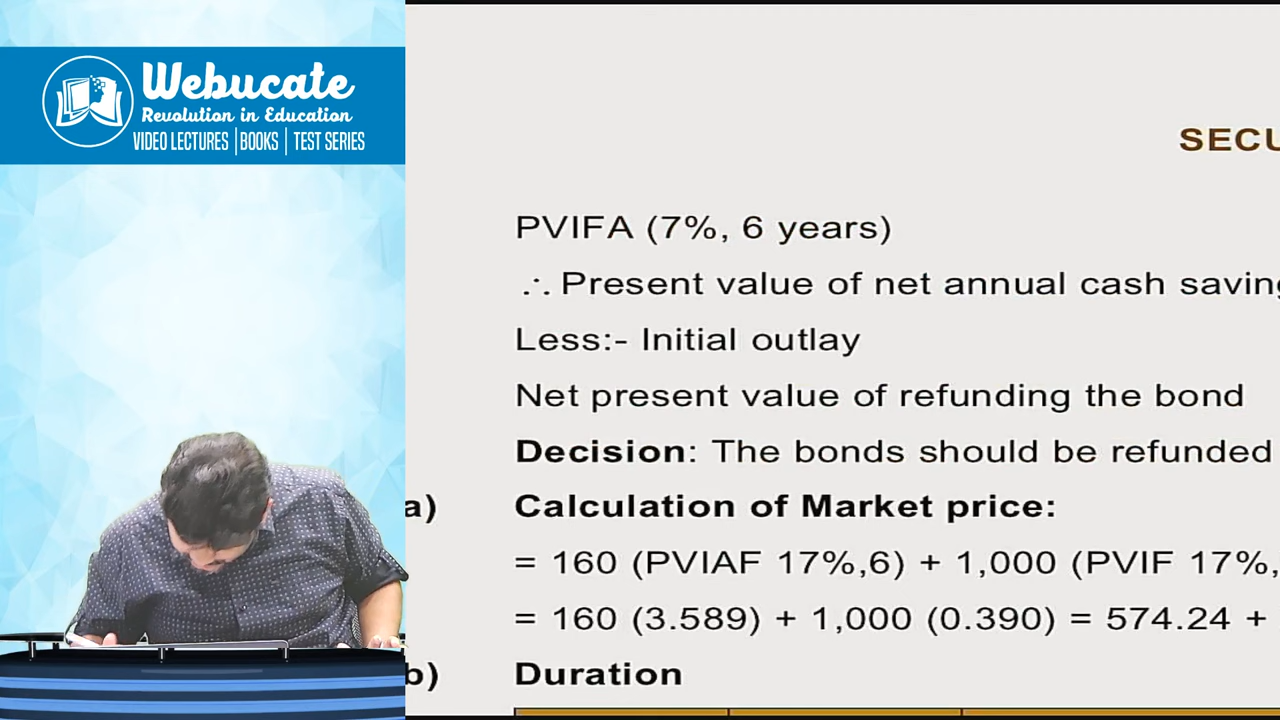 Webucate
Revolution in Education
VIDEO LECTURES | BOOKS | TEST SERIES
SECU
PVIFA (7%, 6 years)
∴ Present value of net annual cash saving
Less:- Initial outlay
Net present value of refunding the bond
Decision: The bonds should be refunded
a) Calculation of Market price:
= 160 (PVIAF 17%,6) + 1,000 (PVIF 17%,
= 160 (3.589) + 1,000 (0.390) = 574.24 +
b) Duration